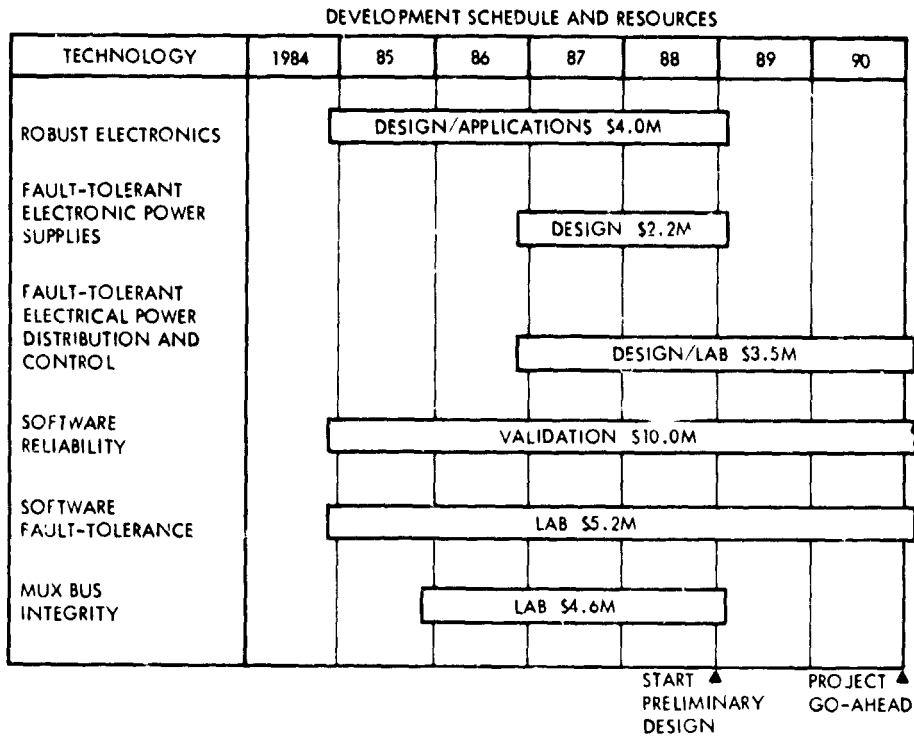 DEVELOPMENT SCHEDULE AND RESOURCES
TECHNOLOGY 1984 85 86 87 88 89 90
ROBUST ELECTRONICS
DESIGN/APPLICATIONS $4.0M
FAULT-TOLERANT
ELECTRONIC POWER
SUPPLIES
DESIGN $2.2M
FAULT-TOLERANT
ELECTRICAL POWER
DISTRIBUTION AND
CONTROL
DESIGN/LAB $3.5M
SOFTWARE
RELIABILITY
VALIDATION $10.0M
SOFTWARE
FAULT-TOLERANCE
LAB $5.2M
MUX BUS
INTEGRITY
LAB $4.6M
START
PRELIMINARY
DESIGN
PROJECT
GO-AHEAD